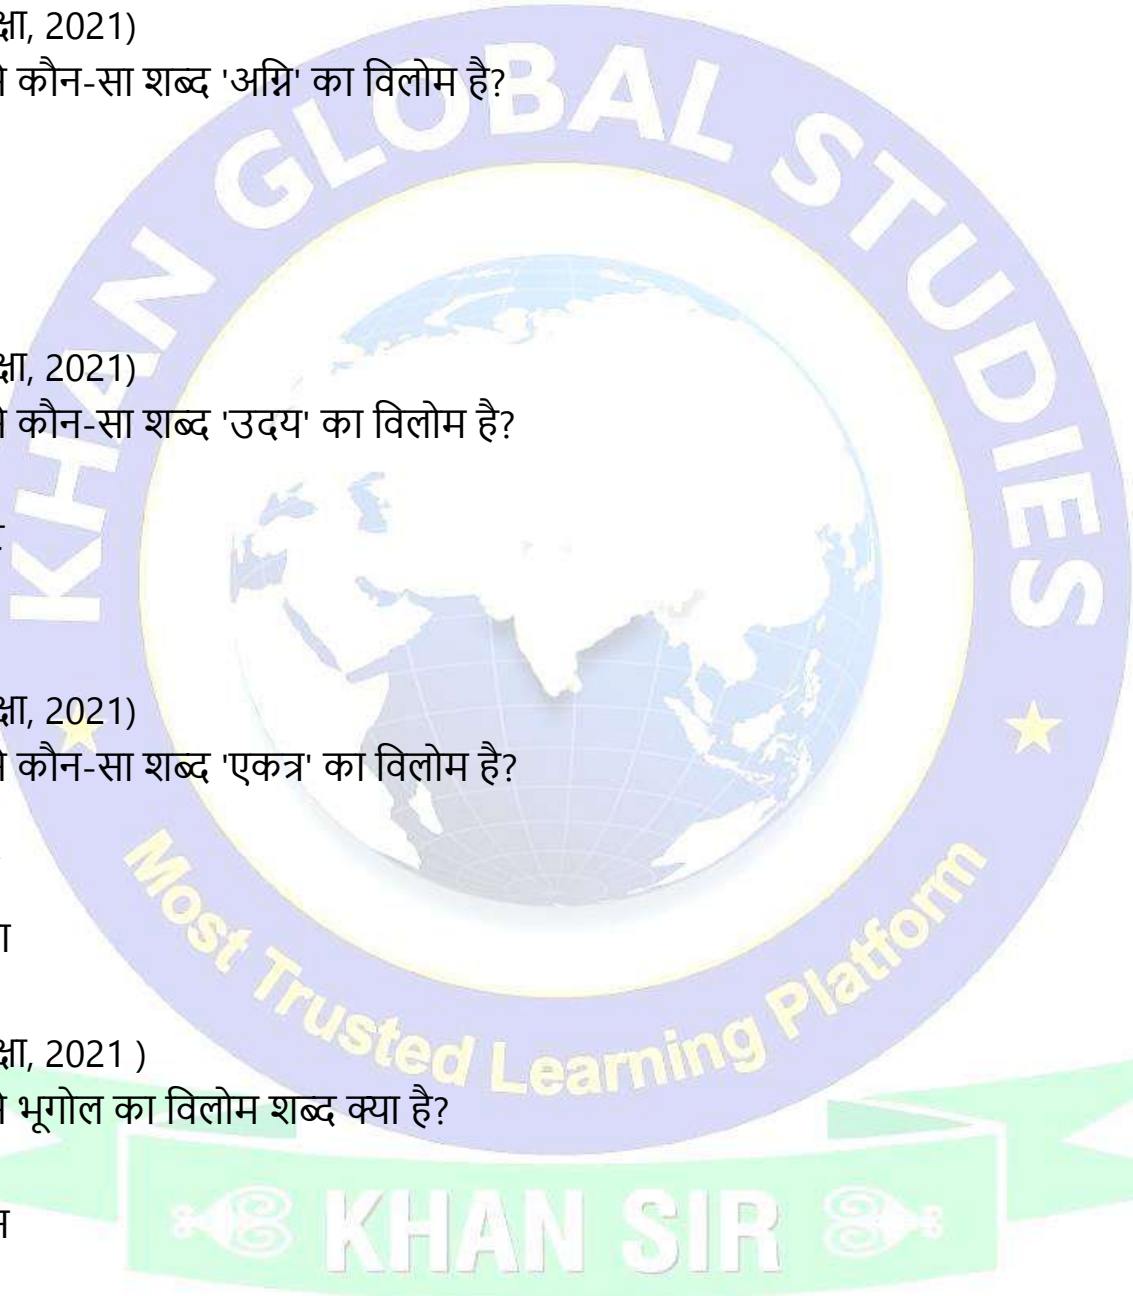 क्षा, 2021)
कौन-सा शब्द 'अग्नि' का विलोम है?
क्षा, 2021)
कौन-सा शब्द 'उदय' का विलोम है?
क्षा, 2021)
कौन-सा शब्द 'एकत्र' का विलोम है?
क्षा, 2021 )
भूगोल का विलोम शब्द क्या है?
KHAN GLOBAL STUDIES
Most Trusted Learning Platform
KHAN SIR